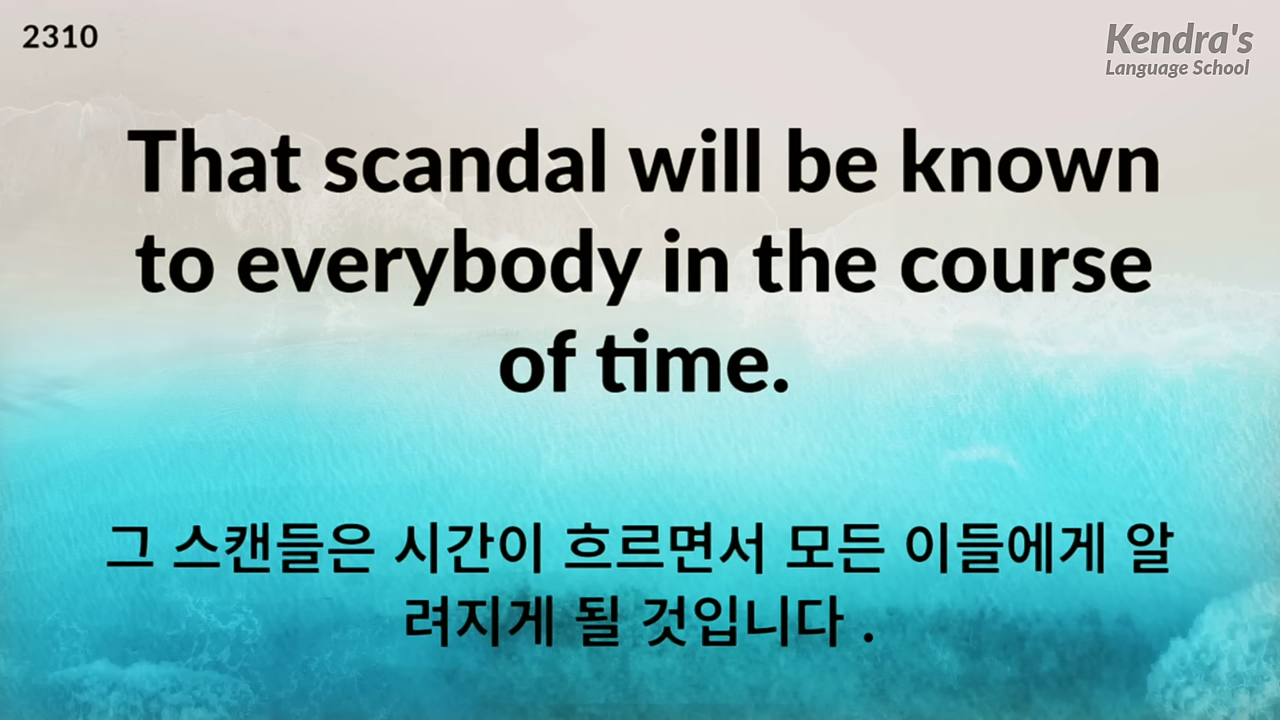 2310
Kendra's
Language School
That scandal will be known
to everybody in the course
of time.
그 스캔들은 시간이 흐르면서 모든 이들에게 알
려지게 될 것입니다 .